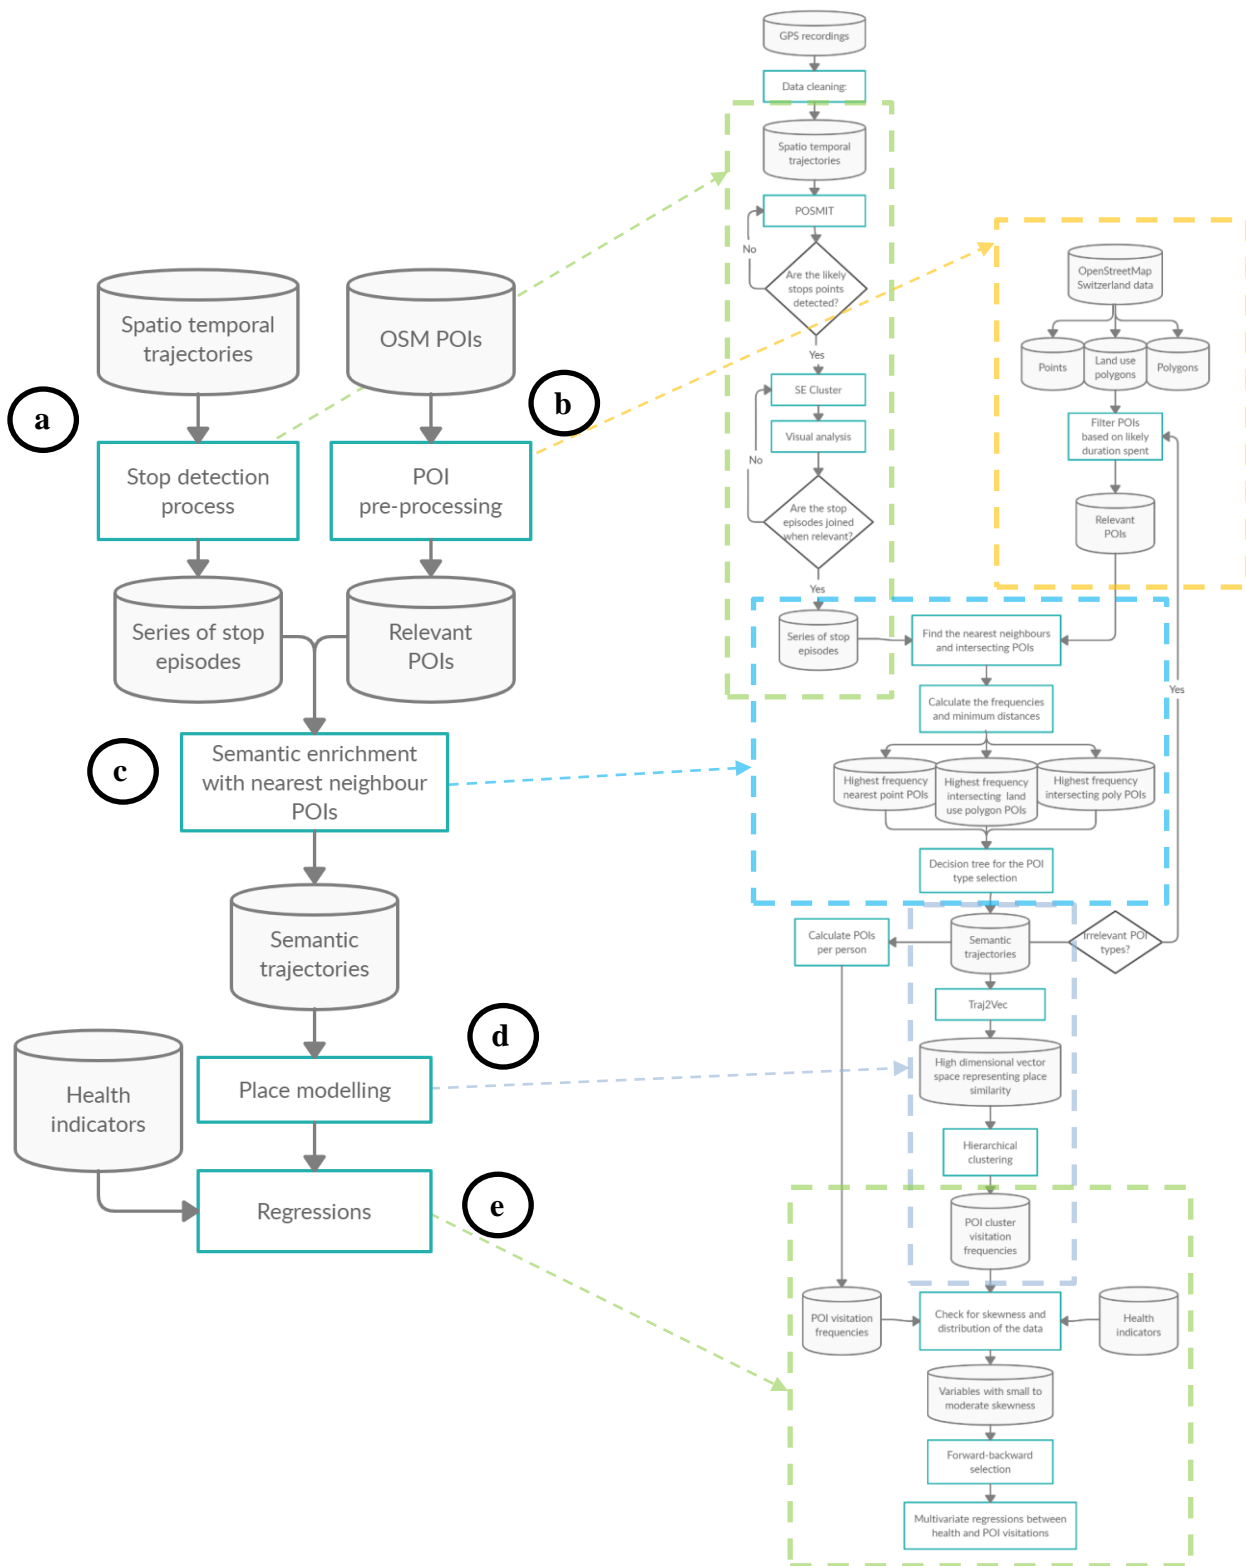 GPS recordings
Data cleaning:
Spatio temporal
trajectories
POSMIT
No
Are the likely
stops points
detected?
Yes
SE Cluster
Visual analysis
No
Are the stop
episodes joined
when relevant?
Yes
Series of stop
episodes
OpenStreetMap
Switzerland data
Points
Land use
polygons
Polygons
Filter POIs
based on likely
duration spent
Relevant
POIs
Yes
Find the nearest neighbours
and intersecting POIs
Calculate the frequencies
and minimum distances
Highest frequency
nearest point POIs
Highest frequency
intersecting land
use polygon POIs
Highest frequency
intersecting poly POIs
Decision tree for the POI
type selection
Calculate POIs
per person
Semantic
trajectories
Irrelevant POI
types?
Traj2Vec
High dimensional vector
space representing place
similarity
Hierarchical
clustering
POI cluster
visitation
frequencies
POI visitation
frequencies
Check for skewness and
distribution of the data
Health
indicators
Variables with small to
moderate skewness
Forward-backward
selection
Multivariate regressions between
health and POI visitations
Spatio temporal
trajectories
OSM POIs
a
b
Stop detection
process
POI
pre-processing
Series of stop
episodes
Relevant
POIs
c
Semantic enrichment
with nearest neighbour
POIs
Semantic
trajectories
d
Health
indicators
Place modelling
e
Regressions